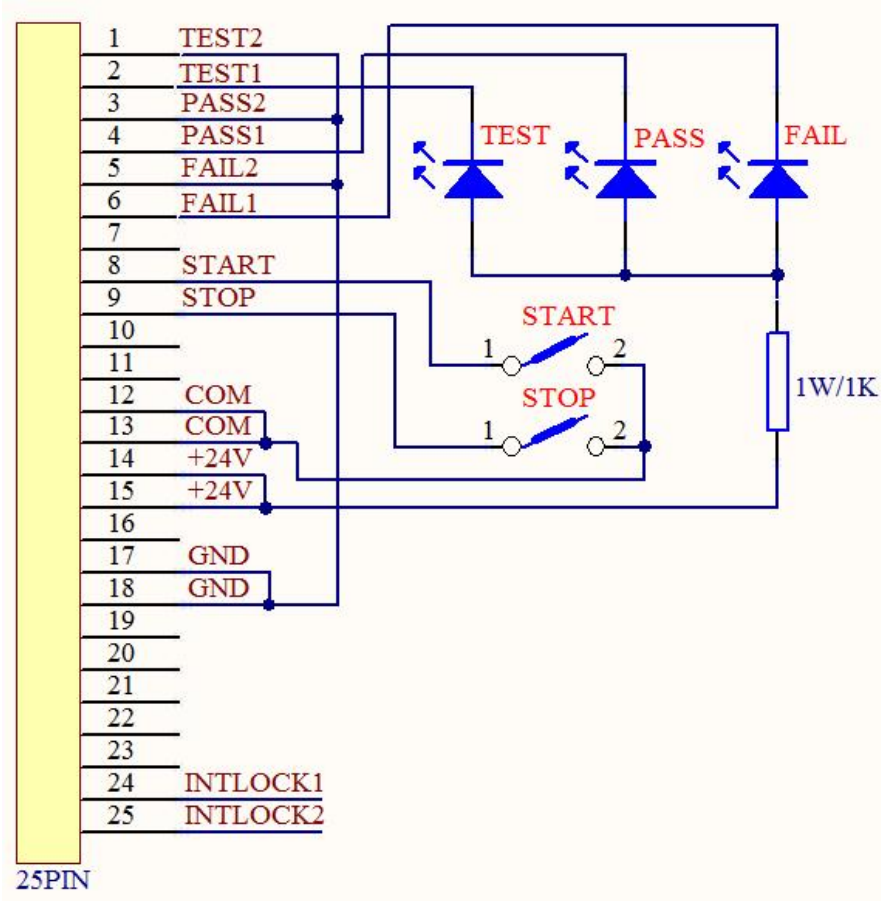 1 TEST2
2 TEST1
3 PASS2
4 PASS1
5 FAIL2
6 FAIL1
7
8 START
9 STOP
10
11
12 COM
13 COM
14 +24V
15 +24V
16
17 GND
18 GND
19
20
21
22
23
24 INTLOCK1
25 INTLOCK2
25PIN
TEST
PASS
FAIL
START
1 2
STOP
1 2
1W/1K